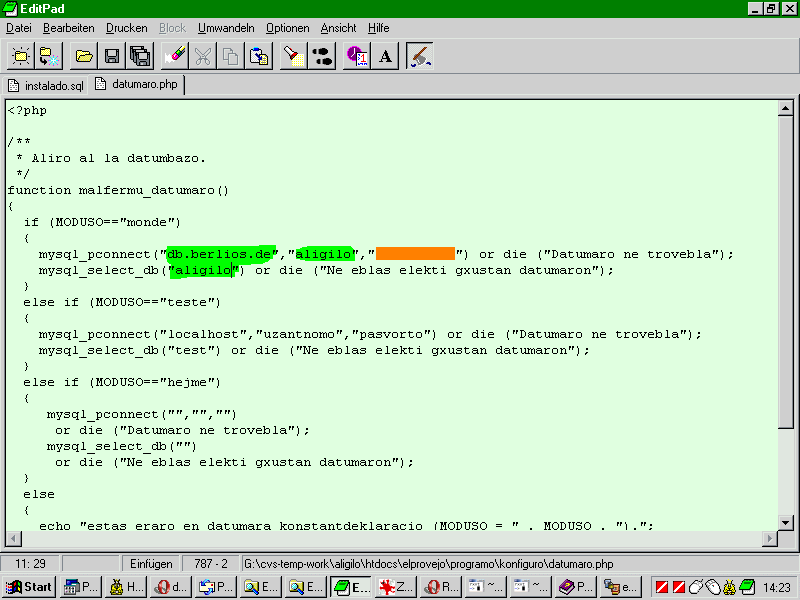 EditPad
Datei Bearbeiten Drucken Block Umwandeln Optionen Ansicht Hilfe
instalado.sql datumaro.php
<?php
/**
 * Aliro al la datumbazo.
 */
function malfermu_datumaro()
{
  if (MODUSO=="monde")
  {
    mysql_pconnect("db.berlios.de","aligilo","") or die ("Datumaro ne trovebla");
    mysql_select_db("aligilo") or die ("Ne eblas elekti gxustan datumaron");
  }
  else if (MODUSO=="teste")
  {
    mysql_pconnect("localhost","uzantnomo","pasvorto") or die ("Datumaro ne trovebla");
    mysql_select_db("test") or die ("Ne eblas elekti gxustan datumaron");
  }
  else if (MODUSO=="hejme")
  {
     mysql_pconnect("","","")
      or die ("Datumaro ne trovebla");
     mysql_select_db("")
      or die ("Ne eblas elekti gxustan datumaron");
  }
  else
  {
    echo "estas eraro en datumara konstantdeklaracio (MODUSO = " . MODUSO . ").";
11: 29 Einfügen 787 - 2 G:\cvs-temp-work\aligilo\htdocs\elprovejo\programo\konfiguro\datumaro.php
Start P... H... d... P... E... E... E... Z... R... ~... ~... P... e... 14:23